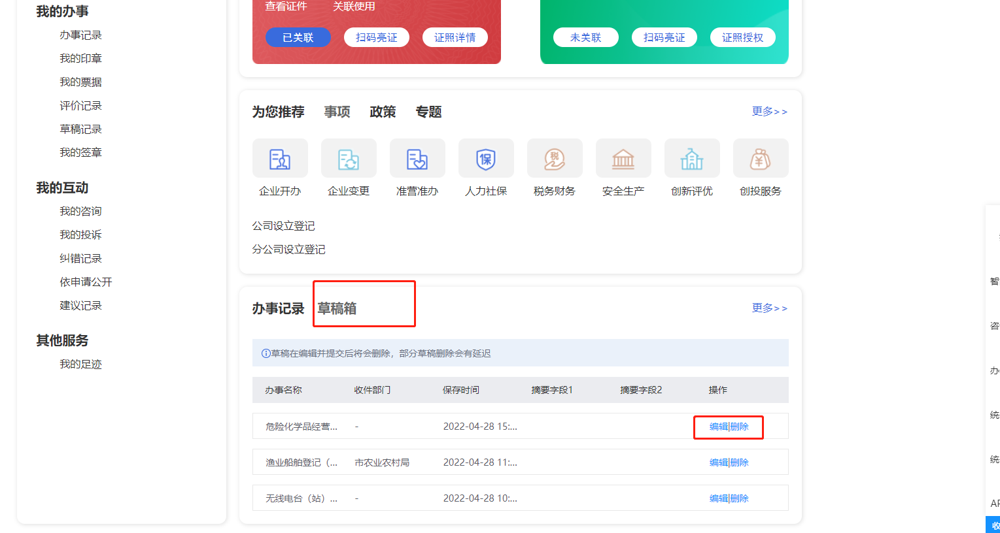 我的办事
办事记录
我的印章
我的票据
评价记录
草稿记录
我的签章
我的互动
我的咨询
我的投诉
纠错记录
依申请公开
建议记录
其他服务
我的足迹
查看证件 关联使用
已关联 扫码亮证 证照详情
未关联 扫码亮证 证照授权
为您推荐 事项 政策 专题 更多>>
保 税
企业开办 企业变更 准营准办 人力社保 税务财务 安全生产 创新评优 创投服务
公司设立登记
分公司设立登记
办事记录 草稿箱 更多>>
草稿在编辑并提交后将会删除，部分草稿删除会有延迟
办事名称 收件部门 保存时间 摘要字段1 摘要字段2 操作
危险化学品经营... - 2022-04-28 15:... 编辑|删除
渔业船舶登记（... 市农业农村局 2022-04-28 11:... 编辑|删除
无线电台（站）... - 2022-04-28 10:... 编辑|删除
智
咨
办
统
统
AP
收